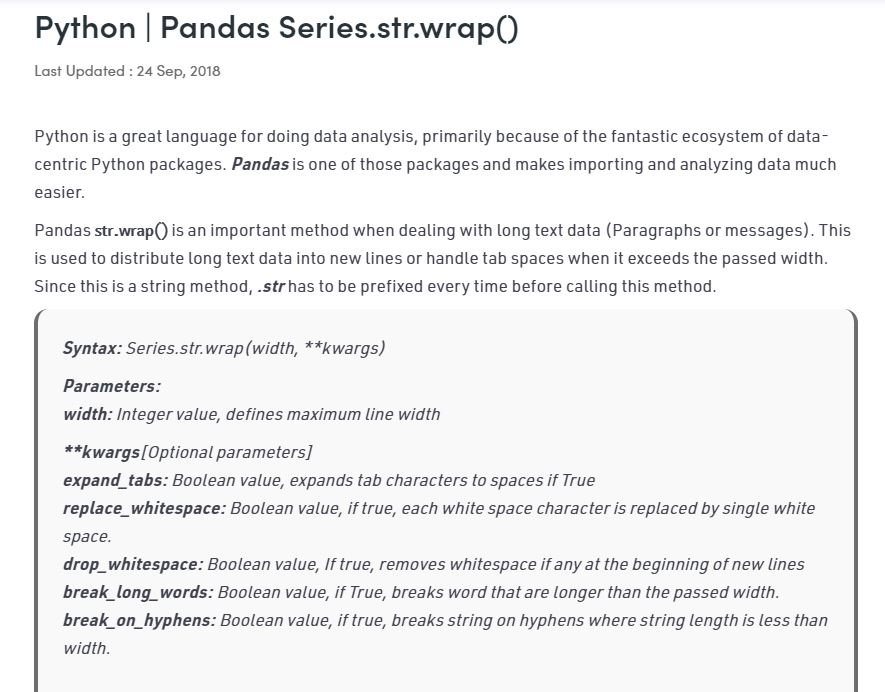 Python | Pandas Series.str.wrap()
Last Updated : 24 Sep, 2018
Python is a great language for doing data analysis, primarily because of the fantastic ecosystem of data-
centric Python packages. Pandas is one of those packages and makes importing and analyzing data much
easier.
Pandas str.wrap() is an important method when dealing with long text data (Paragraphs or messages). This
is used to distribute long text data into new lines or handle tab spaces when it exceeds the passed width.
Since this is a string method, .str has to be prefixed every time before calling this method.
Syntax: Series.str.wrap(width, **kwargs)
Parameters:
width: Integer value, defines maximum line width
**kwargs[Optional parameters]
expand_tabs: Boolean value, expands tab characters to spaces if True
replace_whitespace: Boolean value, if true, each white space character is replaced by single white
space.
drop_whitespace: Boolean value, If true, removes whitespace if any at the beginning of new lines
break_long_words: Boolean value, if True, breaks word that are longer than the passed width.
break_on_hyphens: Boolean value, if true, breaks string on hyphens where string length is less than
width.